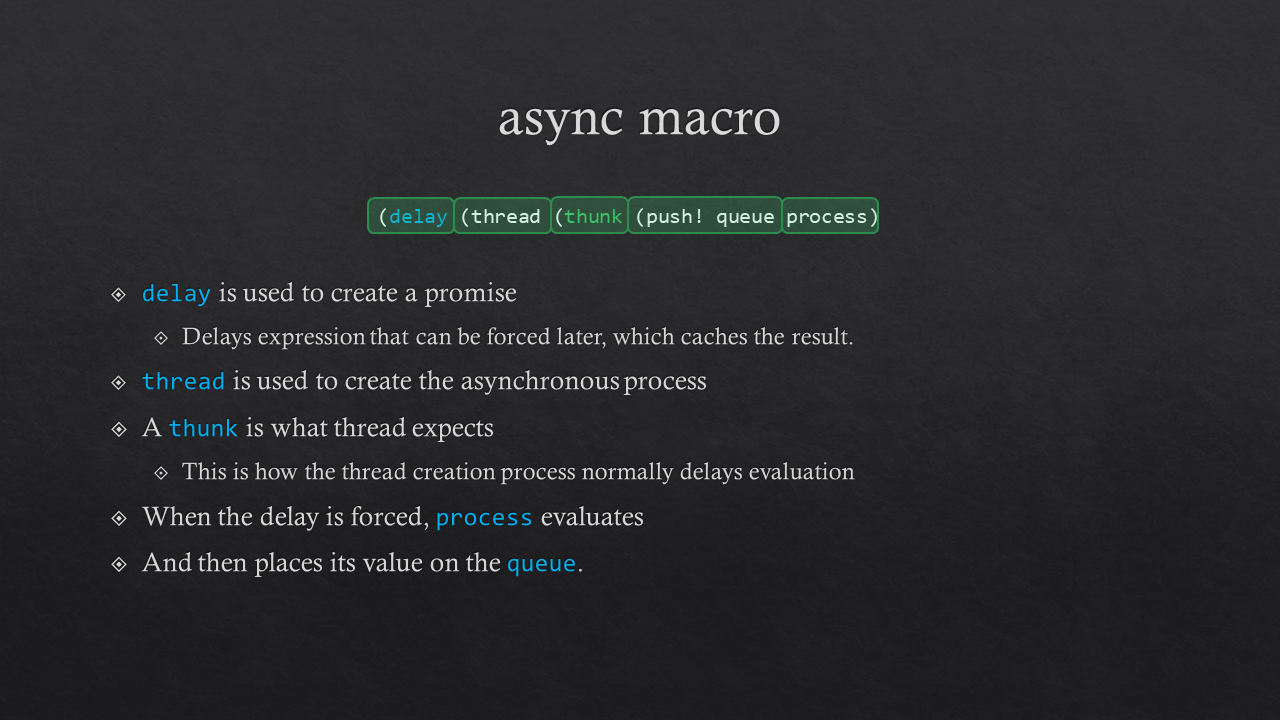 async macro
(delay (thread (thunk (push! queue process)
delay is used to create a promise
Delays expression that can be forced later, which caches the result.
thread is used to create the asynchronous process
A thunk is what thread expects
This is how the thread creation process normally delays evaluation
When the delay is forced, process evaluates
And then places its value on the queue.